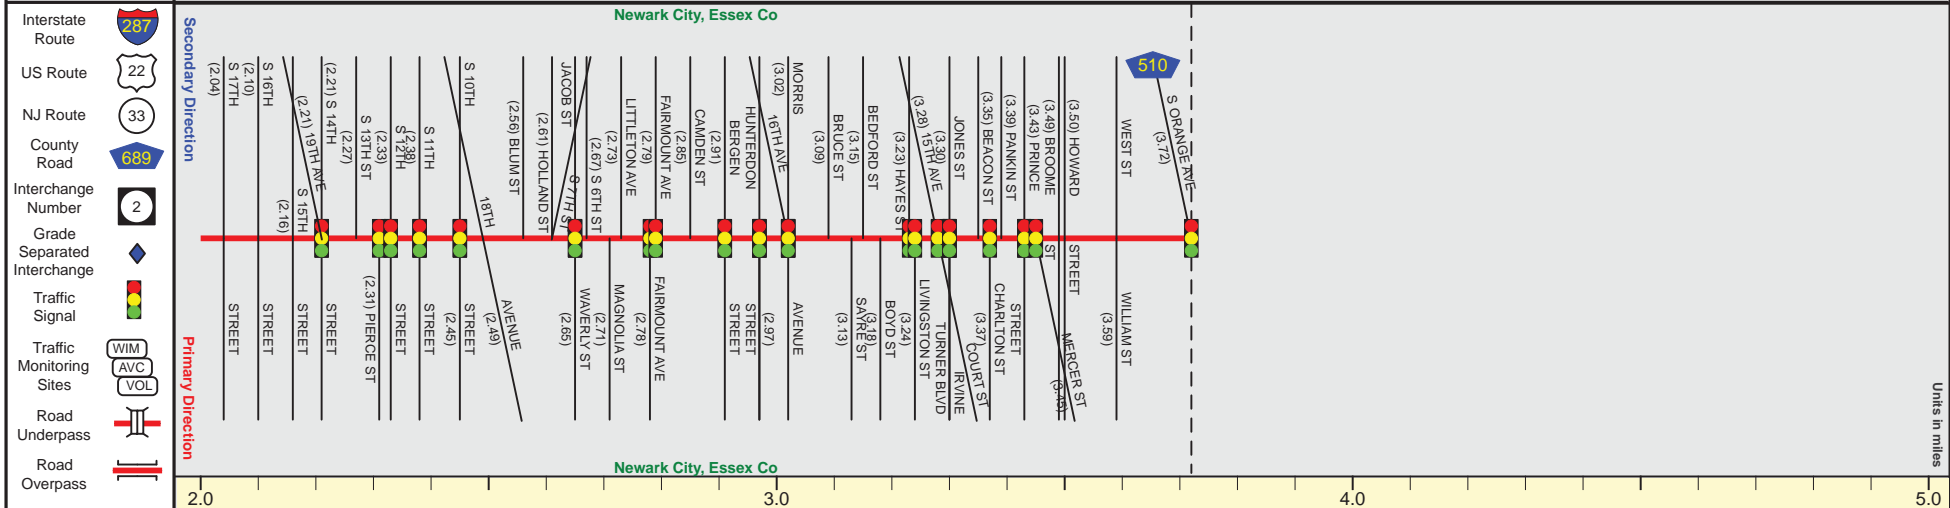 Interstate
Route
287
US Route
22
NJ Route
33
County
Road
689
Interchange
Number
2
Grade
Separated
Interchange
Traffic
Signal
Traffic
Monitoring
Sites
WIM
AVC
VOL
Road
Underpass
Road
Overpass
Secondary Direction
Primary Direction
Newark City, Essex Co
(2.04)
S 17TH
STREET
(2.10)
S 16TH
STREET
(2.16)
S 15TH
STREET
(2.21) 19TH AVE
(2.21) S 14TH
STREET
(2.27)
S 13TH ST
(2.31) PIERCE ST
(2.33)
S 12TH
STREET
(2.38)
S 11TH
STREET
(2.45)
S 10TH
STREET
(2.49)
18TH
AVENUE
(2.56) BLUM ST
(2.61) HOLLAND ST
JACOB ST
S 7TH ST
(2.65)
WAVERLY ST
(2.67) S 6TH ST
(2.71)
MAGNOLIA ST
(2.73)
LITTLETON AVE
(2.78)
FAIRMOUNT AVE
(2.79)
FAIRMOUNT AVE
(2.85)
CAMDEN ST
(2.91)
BERGEN
STREET
HUNTERDON
STREET
(2.97)
16TH AVE
(3.02)
MORRIS
AVENUE
(3.09)
BRUCE ST
(3.13)
SAYRE ST
(3.15)
BEDFORD ST
(3.18)
BOYD ST
(3.23) HAYES ST
(3.24)
LIVINGSTON ST
(3.28) 15TH AVE
TURNER BLVD
(3.30)
JONES ST
IRVINE
COURT ST
(3.35) BEACON ST
(3.37)
CHARLTON ST
(3.39) PANKIN ST
(3.43) PRINCE
STREET
(3.45)
MERCER ST
(3.49) BROOME
ST
(3.50) HOWARD
STREET
(3.59)
WEST ST
WILLIAM ST
510
S ORANGE AVE
(3.72)
Newark City, Essex Co
Units in miles
2.0
3.0
4.0
5.0